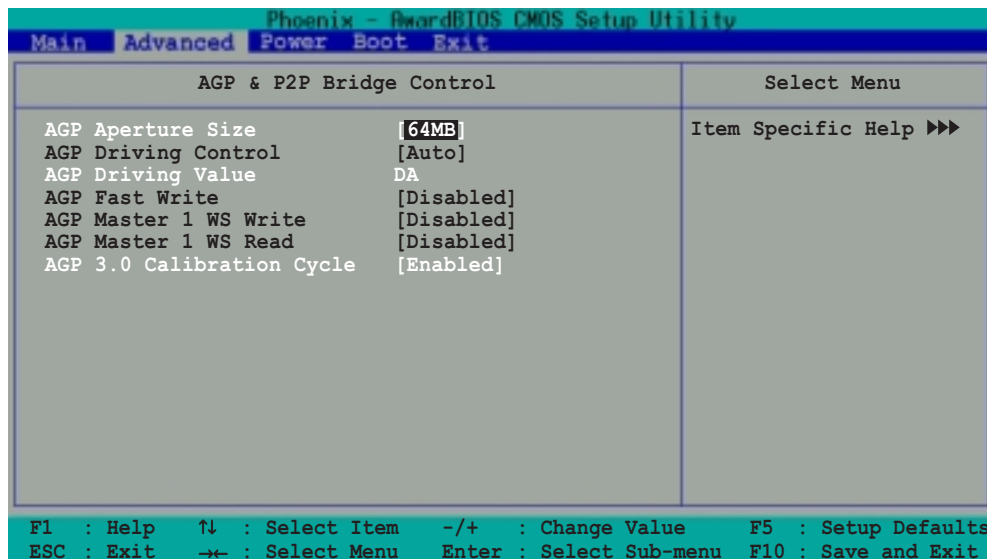 Phoenix - AwardBIOS CMOS Setup Utility
Main Advanced Power Boot Exit
AGP & P2P Bridge Control
Select Menu
AGP Aperture Size [64MB]
Item Specific Help ▶▶▶
AGP Driving Control [Auto]
AGP Driving Value DA
AGP Fast Write [Disabled]
AGP Master 1 WS Write [Disabled]
AGP Master 1 WS Read [Disabled]
AGP 3.0 Calibration Cycle [Enabled]
F1 : Help ↑↓ : Select Item -/+ : Change Value F5 : Setup Defaults
ESC : Exit →← : Select Menu Enter : Select Sub-menu F10 : Save and Exit